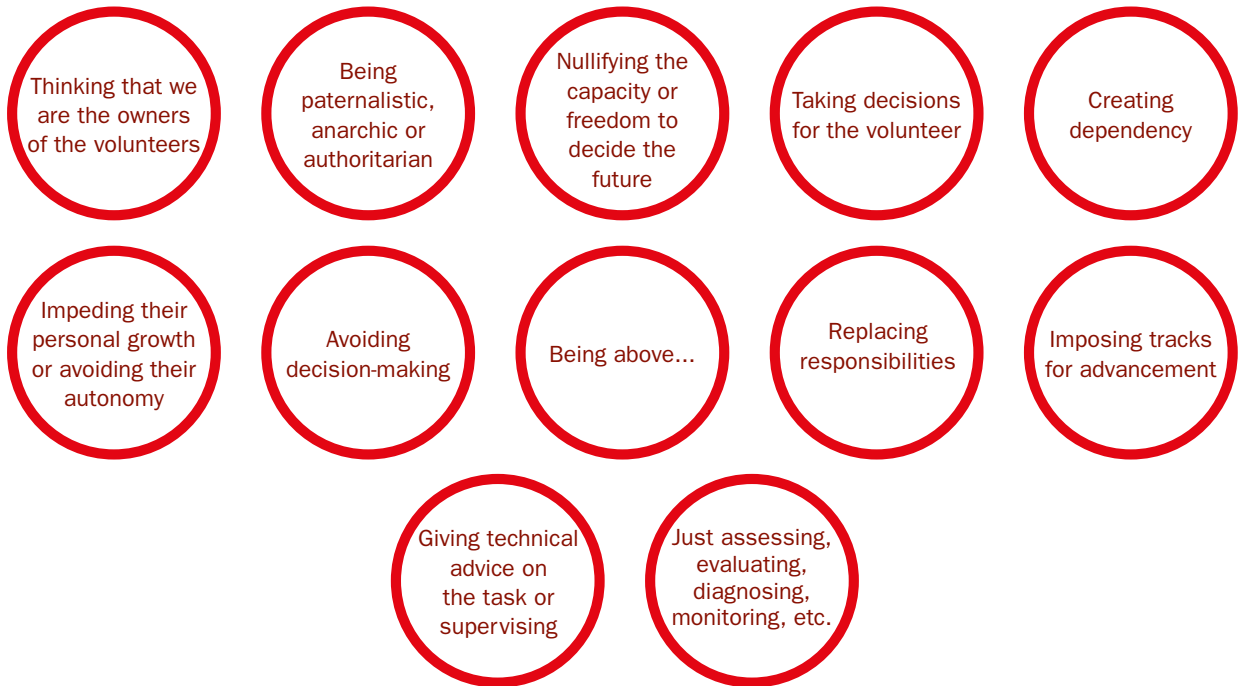 Thinking that we
are the owners
of the volunteers
Being
paternalistic,
anarchic or
authoritarian
Nullifying the
capacity or
freedom to
decide the
future
Taking decisions
for the volunteer
Creating
dependency
Impeding their
personal growth
or avoiding their
autonomy
Avoiding
decision-making
Being above...
Replacing
responsibilities
Imposing tracks
for advancement
Giving technical
advice on
the task or
supervising
Just assessing,
evaluating,
diagnosing,
monitoring, etc.